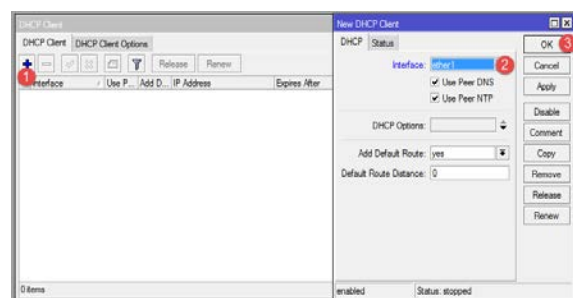 DHCP Client
DHCP Client DHCP Client Options
Release Renew
1
Interface Use P... Add D... IP Address Expires After
0 items
New DHCP Client
DHCP Status
Interface: ether1 2
Use Peer DNS
Use Peer NTP
DHCP Options:
Add Default Route: yes
Default Route Distance: 0
enabled Status: stopped
OK 3
Cancel
Apply
Disable
Comment
Copy
Remove
Release
Renew